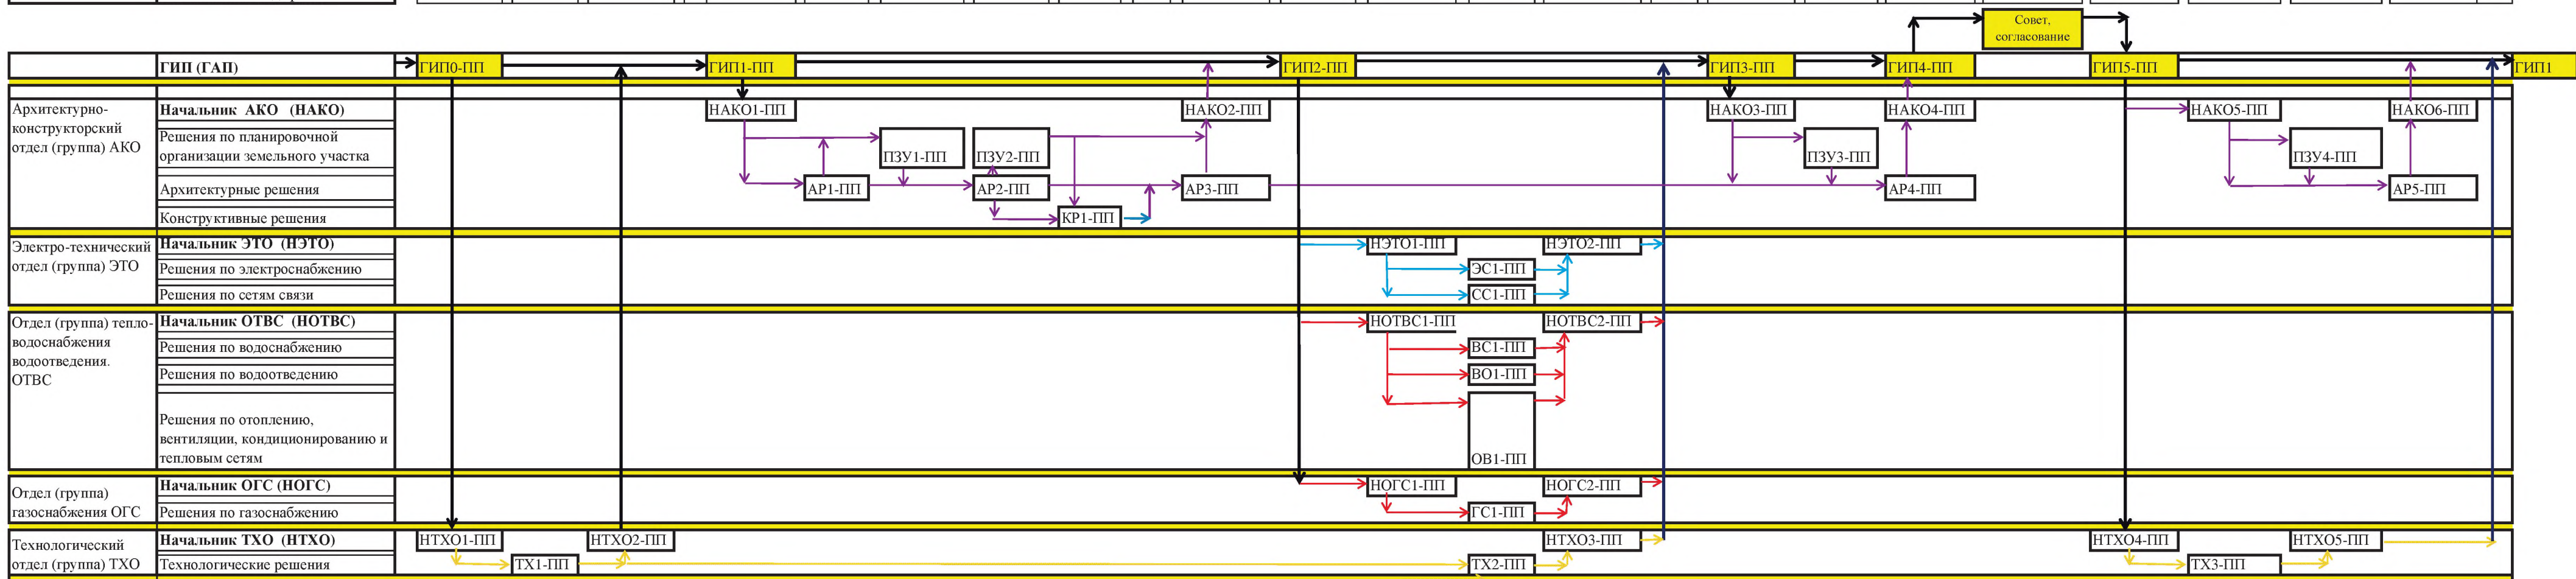 Совет,
согласование
ГИП (ГАП)
ГИП0-ПП
ГИП1-ПП
ГИП2-ПП
ГИП3-ПП
ГИП4-ПП
ГИП5-ПП
ГИП1
Архитектурно-
конструкторский
отдел (группа) АКО
Начальник АКО (НАКО)
НАКО1-ПП
НАКО2-ПП
НАКО3-ПП
НАКО4-ПП
НАКО5-ПП
НАКО6-ПП
Решения по планировочной
организации земельного участка
ПЗУ1-ПП
ПЗУ2-ПП
ПЗУ3-ПП
ПЗУ4-ПП
Архитектурные решения
АР1-ПП
АР2-ПП
АР3-ПП
АР4-ПП
АР5-ПП
Конструктивные решения
КР1-ПП
Электро-технический
отдел (группа) ЭТО
Начальник ЭТО (НЭТО)
НЭТО1-ПП
НЭТО2-ПП
Решения по электроснабжению
ЭС1-ПП
Решения по сетям связи
СС1-ПП
Отдел (группа) тепло-
водоснабжения
водоотведения.
ОТВС
Начальник ОТВС (НОТВС)
НОТВС1-ПП
НОТВС2-ПП
Решения по водоснабжению
ВС1-ПП
Решения по водоотведению
ВО1-ПП
Решения по отоплению,
вентиляции, кондиционированию и
тепловым сетям
ОВ1-ПП
Отдел (группа)
газоснабжения ОГС
Начальник ОГС (НОГС)
НОГС1-ПП
НОГС2-ПП
Решения по газоснабжению
ГС1-ПП
Технологический
отдел (группа) ТХО
Начальник ТХО (НТХО)
НТХО1-ПП
НТХО2-ПП
НТХО3-ПП
НТХО4-ПП
НТХО5-ПП
Технологические решения
ТХ1-ПП
ТХ2-ПП
ТХ3-ПП